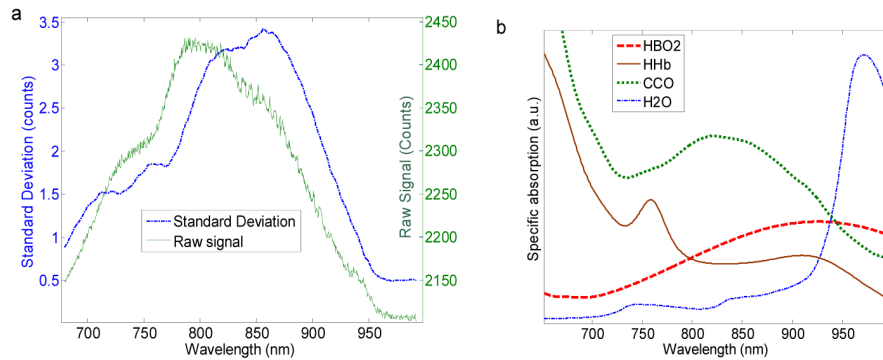 a
Standard Deviation (counts)
3.5
3
2.5
2
1.5
1
0.5
Standard Deviation
Raw signal
700 750 800 850 900 950
Wavelength (nm)
2450
2400
2350
2300
2250
2200
2150
Raw Signal (Counts)
b
Specific absorption (a.u.)
HBO2
HHb
CCO
H2O
700 750 800 850 900 950
Wavelength (nm)